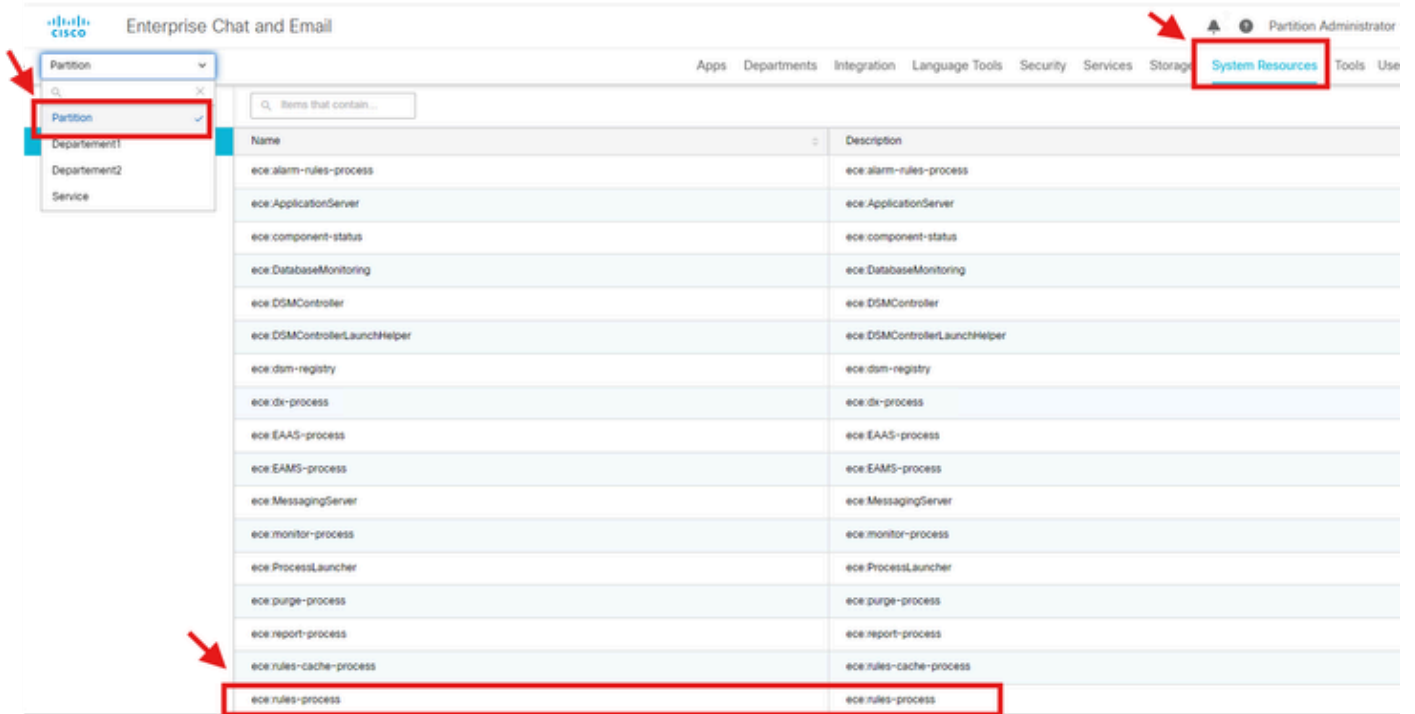 cisco Enterprise Chat and Email Partition Administrator
Partition Apps Departments Integration Language Tools Security Services Storage System Resources Tools Use
Items that contain...
Partition
Departement1
Departement2
Service
Name Description
ece:alarm-rules-process ece:alarm-rules-process
ece:ApplicationServer ece:ApplicationServer
ece:component-status ece:component-status
ece:DatabaseMonitoring ece:DatabaseMonitoring
ece:DSMController ece:DSMController
ece:DSMControllerLaunchHelper ece:DSMControllerLaunchHelper
ece:dsm-registry ece:dsm-registry
ece:dx-process ece:dx-process
ece:EAAS-process ece:EAAS-process
ece:EAMS-process ece:EAMS-process
ece:MessagingServer ece:MessagingServer
ece:monitor-process ece:monitor-process
ece:ProcessLauncher ece:ProcessLauncher
ece:purge-process ece:purge-process
ece:report-process ece:report-process
ece:rules-cache-process ece:rules-cache-process
ece:rules-process ece:rules-process